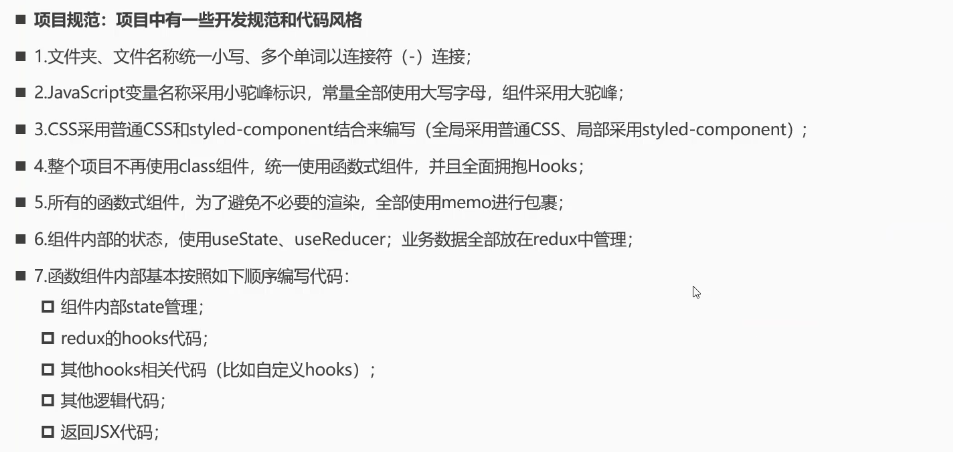 ■ 项目规范：项目中有一些开发规范和代码风格
■ 1.文件夹、文件名称统一小写、多个单词以连接符（-）连接；
■ 2.JavaScript变量名称采用小驼峰标识，常量全部使用大写字母，组件采用大驼峰；
■ 3.CSS采用普通CSS和styled-component结合来编写（全局采用普通CSS、局部采用styled-component）；
■ 4.整个项目不再使用class组件，统一使用函数式组件，并且全面拥抱Hooks；
■ 5.所有的函数式组件，为了避免不必要的渲染，全部使用memo进行包裹；
■ 6.组件内部的状态，使用useState、useReducer；业务数据全部放在redux中管理；
■ 7.函数组件内部基本按照如下顺序编写代码：
□ 组件内部state管理；
□ redux的hooks代码；
□ 其他hooks相关代码（比如自定义hooks）；
□ 其他逻辑代码；
□ 返回JSX代码；